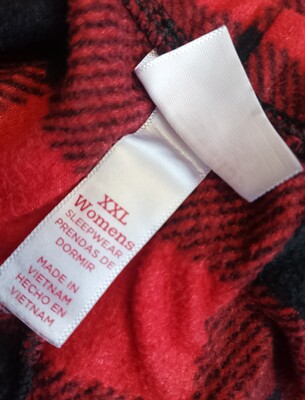 XXL
Womens
SLEEPWEAR
PRENDAS DE
DORMIR
MADE IN
VIETNAM
HECHO EN
VIETNAM